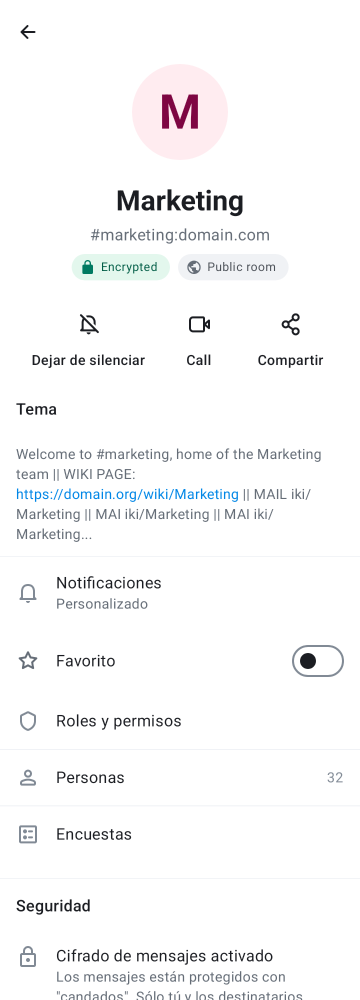 M
Marketing
#marketing:domain.com
Encrypted
Public room
Dejar de silenciar
Call
Compartir
Tema
Welcome to #marketing, home of the Marketing
team || WIKI PAGE:
https://domain.org/wiki/Marketing || MAIL iki/
Marketing || MAI iki/Marketing || MAI iki/
Marketing...
Notificaciones
Personalizado
Favorito
Roles y permisos
Personas
32
Encuestas
Seguridad
Cifrado de mensajes activado
Los mensajes están protegidos con
"candados". Sólo tú y los destinatarios